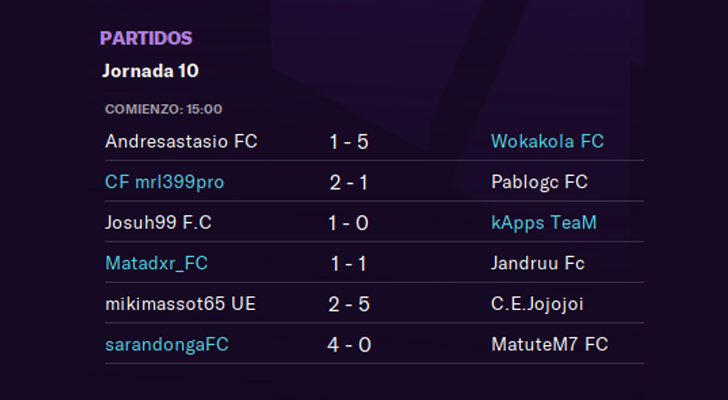 PARTIDOS
Jornada 10
COMIENZO: 15:00
Andresastasio FC 1 - 5 Wokakola FC
CF mrl399pro 2 - 1 Pablogc FC
Josuh99 F.C 1 - 0 kApps TeaM
Matadxr_FC 1 - 1 Jandruu Fc
mikimassot65 UE 2 - 5 C.E.Jojojoi
sarandongaFC 4 - 0 MatuteM7 FC